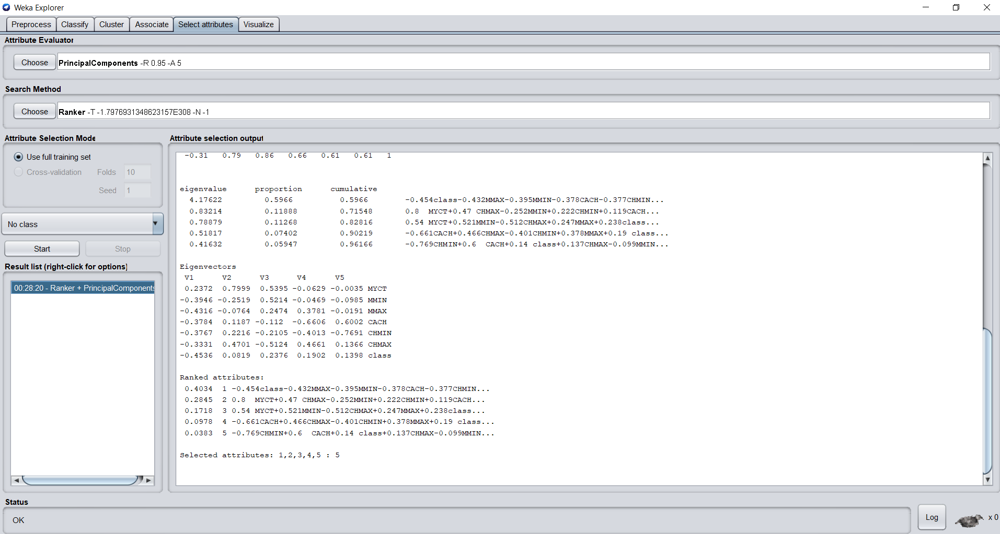 Weka Explorer
Preprocess Classify Cluster Associate Select attributes Visualize
Attribute Evaluator
Choose PrincipalComponents -R 0.95 -A 5
Search Method
Choose Ranker -T -1.7976931348623157E308 -N -1
Attribute Selection Mode
Use full training set
Cross-validation Folds 10
Seed 1
No class
Start Stop
Result list (right-click for options)
00:28:20 - Ranker + PrincipalComponents
Attribute selection output
-0.31 0.79 0.86 0.66 0.61 0.61 1
eigenvalue proportion cumulative
4.17622 0.5966 0.5966 -0.454class-0.432MMAX-0.395MMIN-0.378CACH-0.377CHMIN...
0.83214 0.11888 0.71548 0.8 MYCT+0.47 CHMAX-0.252MMIN+0.222CHMIN+0.119CACH...
0.78879 0.11268 0.82816 0.54 MYCT+0.521MMIN-0.512CHMAX+0.247MMAX+0.238class...
0.51817 0.07402 0.90219 -0.661CACH+0.466CHMAX-0.401CHMIN+0.378MMAX+0.19 class...
0.41632 0.05947 0.96166 -0.769CHMIN+0.6 CACH+0.14 class+0.137CHMAX-0.099MMIN...
Eigenvectors
V1 V2 V3 V4 V5
0.2372 0.7999 0.5395 -0.0629 -0.0035 MYCT
-0.3946 -0.2519 0.5214 -0.0469 -0.0985 MMIN
-0.4316 -0.0764 0.2474 0.3781 -0.0191 MMAX
-0.3784 0.1187 -0.112 -0.6606 0.6002 CACH
-0.3767 0.2216 -0.2105 -0.4013 -0.7691 CHMIN
-0.3331 0.4701 -0.5124 0.4661 0.1366 CHMAX
-0.4536 0.0819 0.2376 0.1902 0.1398 class
Ranked attributes:
0.4034 1 -0.454class-0.432MMAX-0.395MMIN-0.378CACH-0.377CHMIN...
0.2845 2 0.8 MYCT+0.47 CHMAX-0.252MMIN+0.222CHMIN+0.119CACH...
0.1718 3 0.54 MYCT+0.521MMIN-0.512CHMAX+0.247MMAX+0.238class...
0.0978 4 -0.661CACH+0.466CHMAX-0.401CHMIN+0.378MMAX+0.19 class...
0.0383 5 -0.769CHMIN+0.6 CACH+0.14 class+0.137CHMAX-0.099MMIN...
Selected attributes: 1,2,3,4,5 : 5
Status
OK
Log
x 0